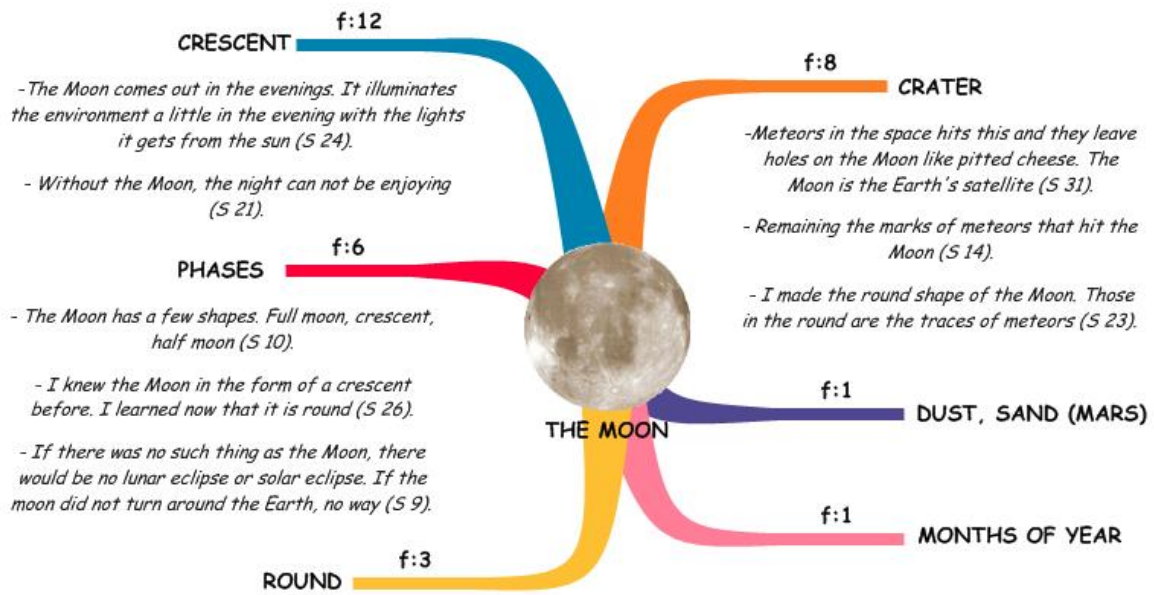 f:12
CRESCENT
-The Moon comes out in the evenings. It illuminates
the environment a little in the evening with the lights
it gets from the sun (S 24).
- Without the Moon, the night can not be enjoying
(S 21).
f:6
PHASES
- The Moon has a few shapes. Full moon, crescent,
half moon (S 10).
- I knew the Moon in the form of a crescent
before. I learned now that it is round (S 26).
- If there was no such thing as the Moon, there
would be no lunar eclipse or solar eclipse. If the
moon did not turn around the Earth, no way (S 9).
f:3
ROUND
THE MOON
f:8
CRATER
-Meteors in the space hits this and they leave
holes on the Moon like pitted cheese. The
Moon is the Earth's satellite (S 31).
- Remaining the marks of meteors that hit the
Moon (S 14).
- I made the round shape of the Moon. Those
in the round are the traces of meteors (S 23).
f:1
DUST, SAND (MARS)
f:1
MONTHS OF YEAR